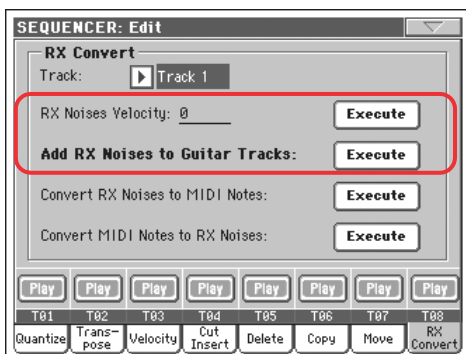 SEQUENCER: Edit
RX Convert
Track: Track 1
RX Noises Velocity: 0 Execute
Add RX Noises to Guitar Tracks: Execute
Convert RX Noises to MIDI Notes: Execute
Convert MIDI Notes to RX Noises: Execute
Play Play Play Play Play Play Play Play
T01 T02 T03 T04 T05 T06 T07 T08
Quantize Trans-pose Velocity Cut Insert Delete Copy Move RX Convert